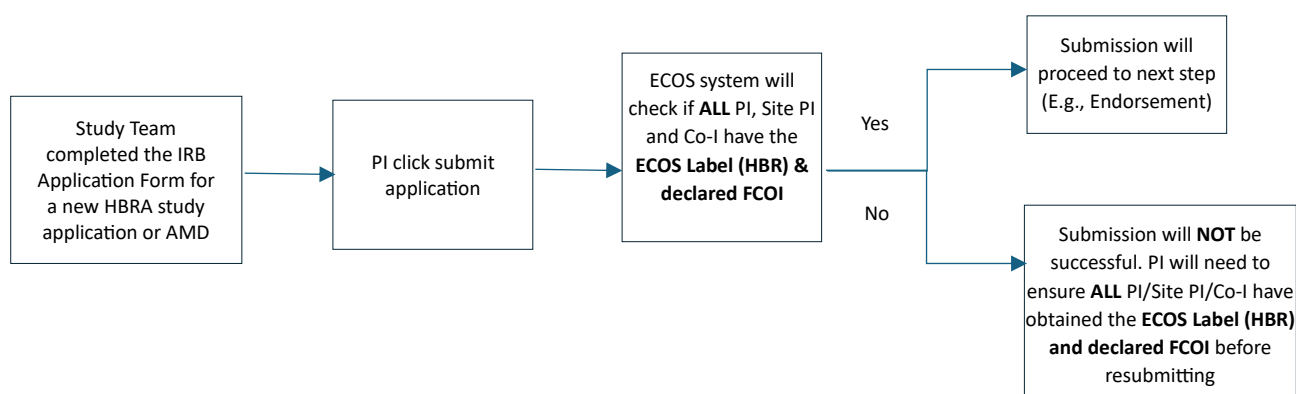 Study Team
completed the IRB
Application Form for
a new HBRA study
application or AMD
PI click submit
application
ECOS system will
check if ALL PI, Site PI
and Co-I have the
ECOS Label (HBR) &
declared FCOI
Yes
No
Submission will
proceed to next step
(E.g., Endorsement)
Submission will NOT be
successful. PI will need to
ensure ALL PI/Site PI/Co-I have
obtained the ECOS Label (HBR)
and declared FCOI before
resubmitting